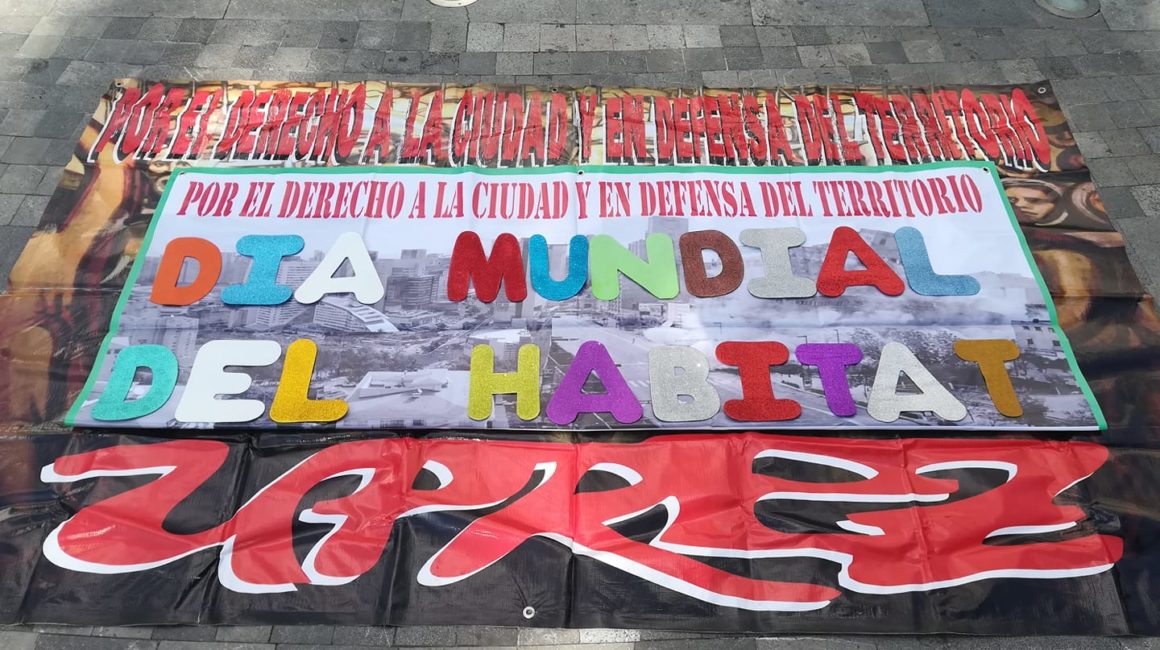 POR EL DERECHO A LA CIUDAD Y EN DEFENSA DEL TERRITORIO
POR EL DERECHO A LA CIUDAD Y EN DEFENSA DEL TERRITORIO
DIA MUNDIAL
DEL HABITAT
UPREZ